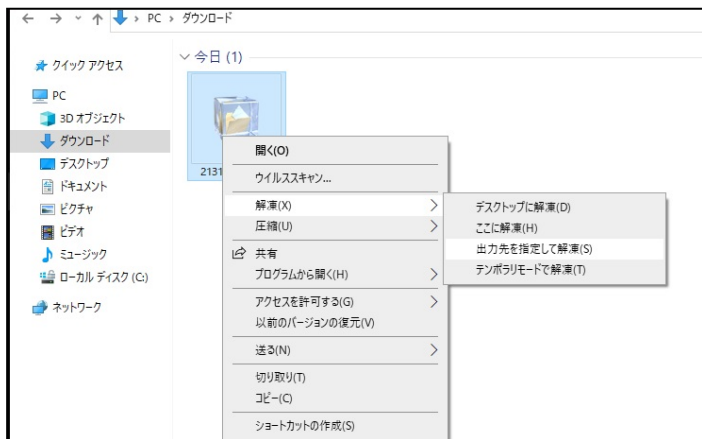 PC › ダウンロード
今日 (1)
クイック アクセス
PC
3D オブジェクト
ダウンロード
デスクトップ
ドキュメント
ピクチャ
ビデオ
ミュージック
ローカル ディスク (C:)
ネットワーク
2131
開く(O)
ウイルススキャン...
解凍(X)
圧縮(U)
共有
プログラムから開く(H)
アクセスを許可する(G)
以前のバージョンの復元(V)
送る(N)
切り取り(T)
コピー(C)
ショートカットの作成(S)
デスクトップに解凍(D)
ここに解凍(H)
出力先を指定して解凍(S)
テンポラリモードで解凍(T)